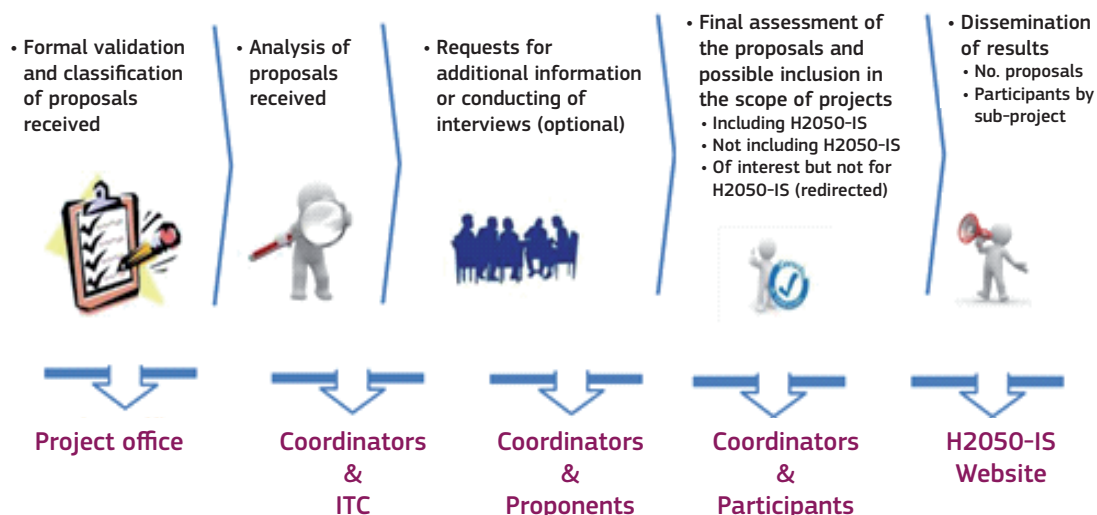 • Formal validation
and classification
of proposals
received
• Analysis of
proposals
received
• Requests for
additional information
or conducting of
interviews (optional)
• Final assessment of
the proposals and
possible inclusion in
the scope of projects
• Including H2050-IS
• Not including H2050-IS
• Of interest but not for
H2050-IS (redirected)
• Dissemination
of results
• No. proposals
• Participants by
sub-project
Project office
Coordinators
&
ITC
Coordinators
&
Proponents
Coordinators
&
Participants
H2050-IS
Website